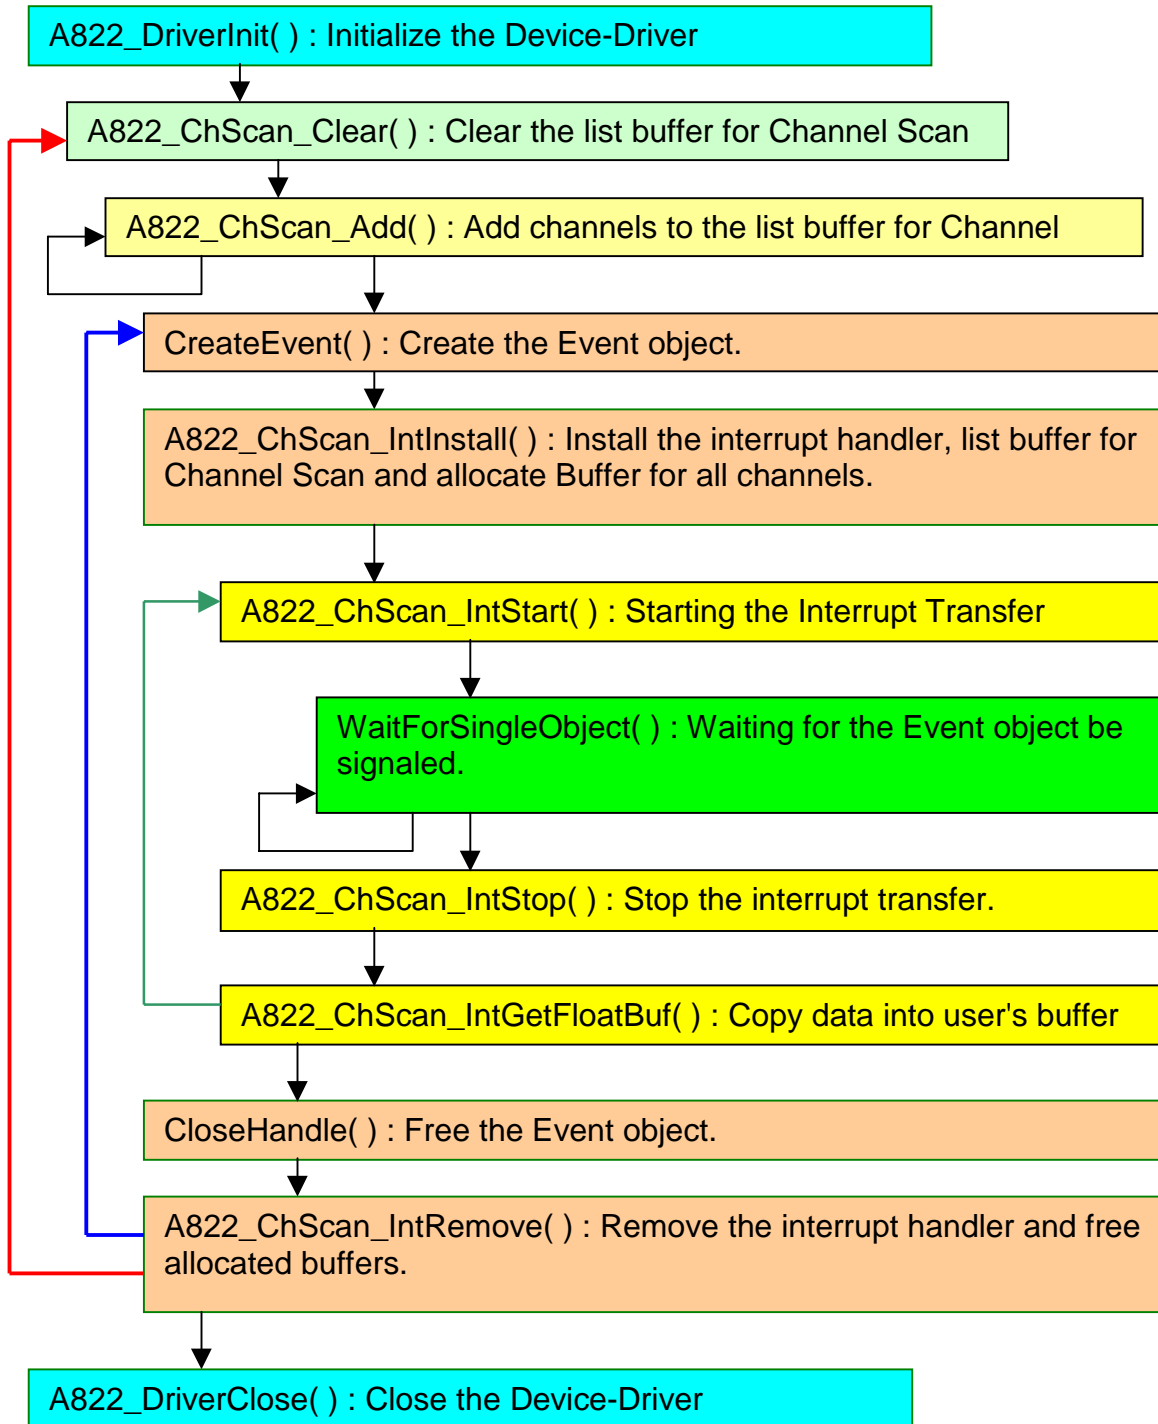 A822_DriverInit( ) : Initialize the Device-Driver
A822_ChScan_Clear( ) : Clear the list buffer for Channel Scan
A822_ChScan_Add( ) : Add channels to the list buffer for Channel
CreateEvent( ) : Create the Event object.
A822_ChScan_IntInstall( ) : Install the interrupt handler, list buffer for
Channel Scan and allocate Buffer for all channels.
A822_ChScan_IntStart( ) : Starting the Interrupt Transfer
WaitForSingleObject( ) : Waiting for the Event object be
signaled.
A822_ChScan_IntStop( ) : Stop the interrupt transfer.
A822_ChScan_IntGetFloatBuf( ) : Copy data into user's buffer
CloseHandle( ) : Free the Event object.
A822_ChScan_IntRemove( ) : Remove the interrupt handler and free
allocated buffers.
A822_DriverClose( ) : Close the Device-Driver